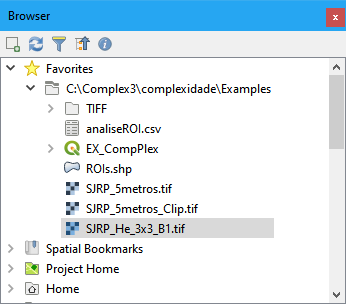 Browser
Favorites
C:\Complex3\complexidade\Examples
TIFF
analiseROI.csv
EX_CompPlex
ROIs.shp
SJRP_5metros.tif
SJRP_5metros_Clip.tif
SJRP_He_3x3_B1.tif
Spatial Bookmarks
Project Home
Home